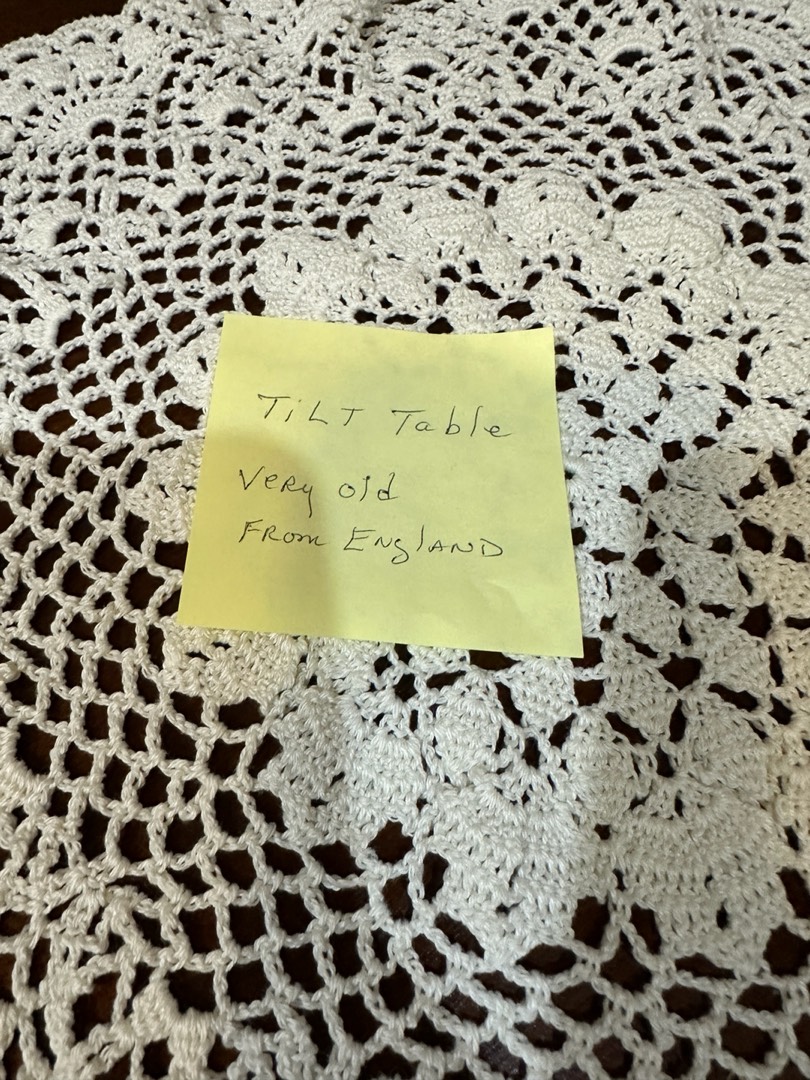 TiLT Table
Very old
From ENglAND